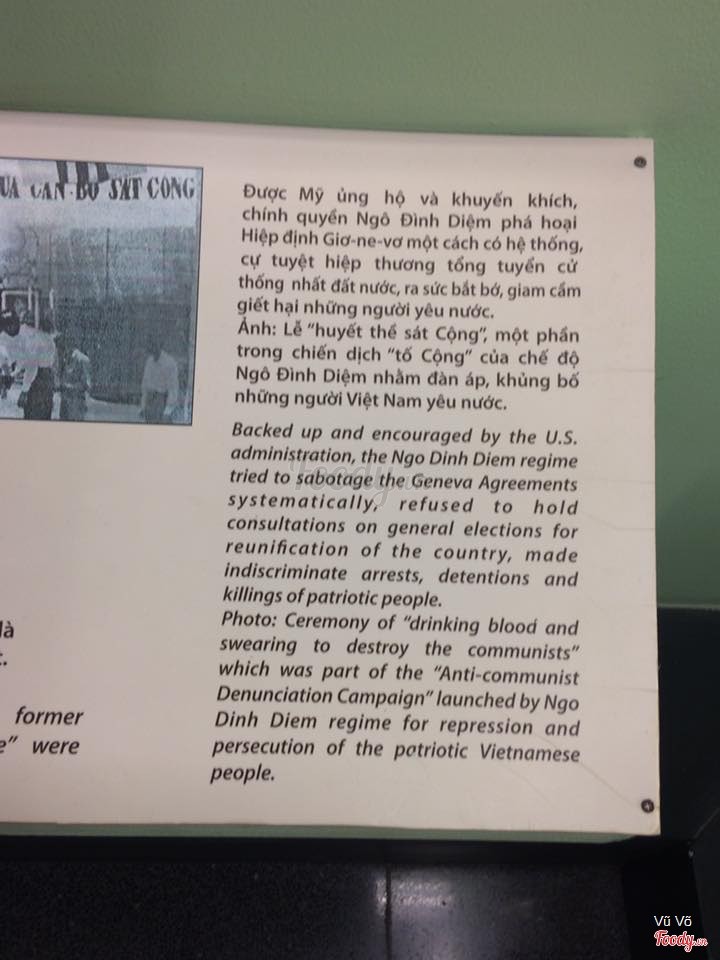 CÁN BỘ SÁT CỘNG
Được Mỹ ủng hộ và khuyến khích,
chính quyền Ngô Đình Diệm phá hoại
Hiệp định Giơ-ne-vơ một cách có hệ thống,
cự tuyệt hiệp thương tổng tuyển cử
thống nhất đất nước, ra sức bắt bớ, giam cầm
giết hại những người yêu nước.
Ảnh: Lễ "huyết thể sát Cộng", một phần
trong chiến dịch "tố Cộng" của chế độ
Ngô Đình Diệm nhằm đàn áp, khủng bố
những người Việt Nam yêu nước.
Backed up and encouraged by the U.S.
administration, the Ngo Dinh Diem regime
tried to sabotage the Geneva Agreements
systematically, refused to hold
consultations on general elections for
reunification of the country, made
indiscriminate arrests, detentions and
killings of patriotic people.
Photo: Ceremony of "drinking blood and
swearing to destroy the communists"
which was part of the "Anti-communist
Denunciation Campaign" launched by Ngo
Dinh Diem regime for repression and
persecution of the patriotic Vietnamese
people.
là
former
were
Foody.vn
Vũ Võ
Foody.vn